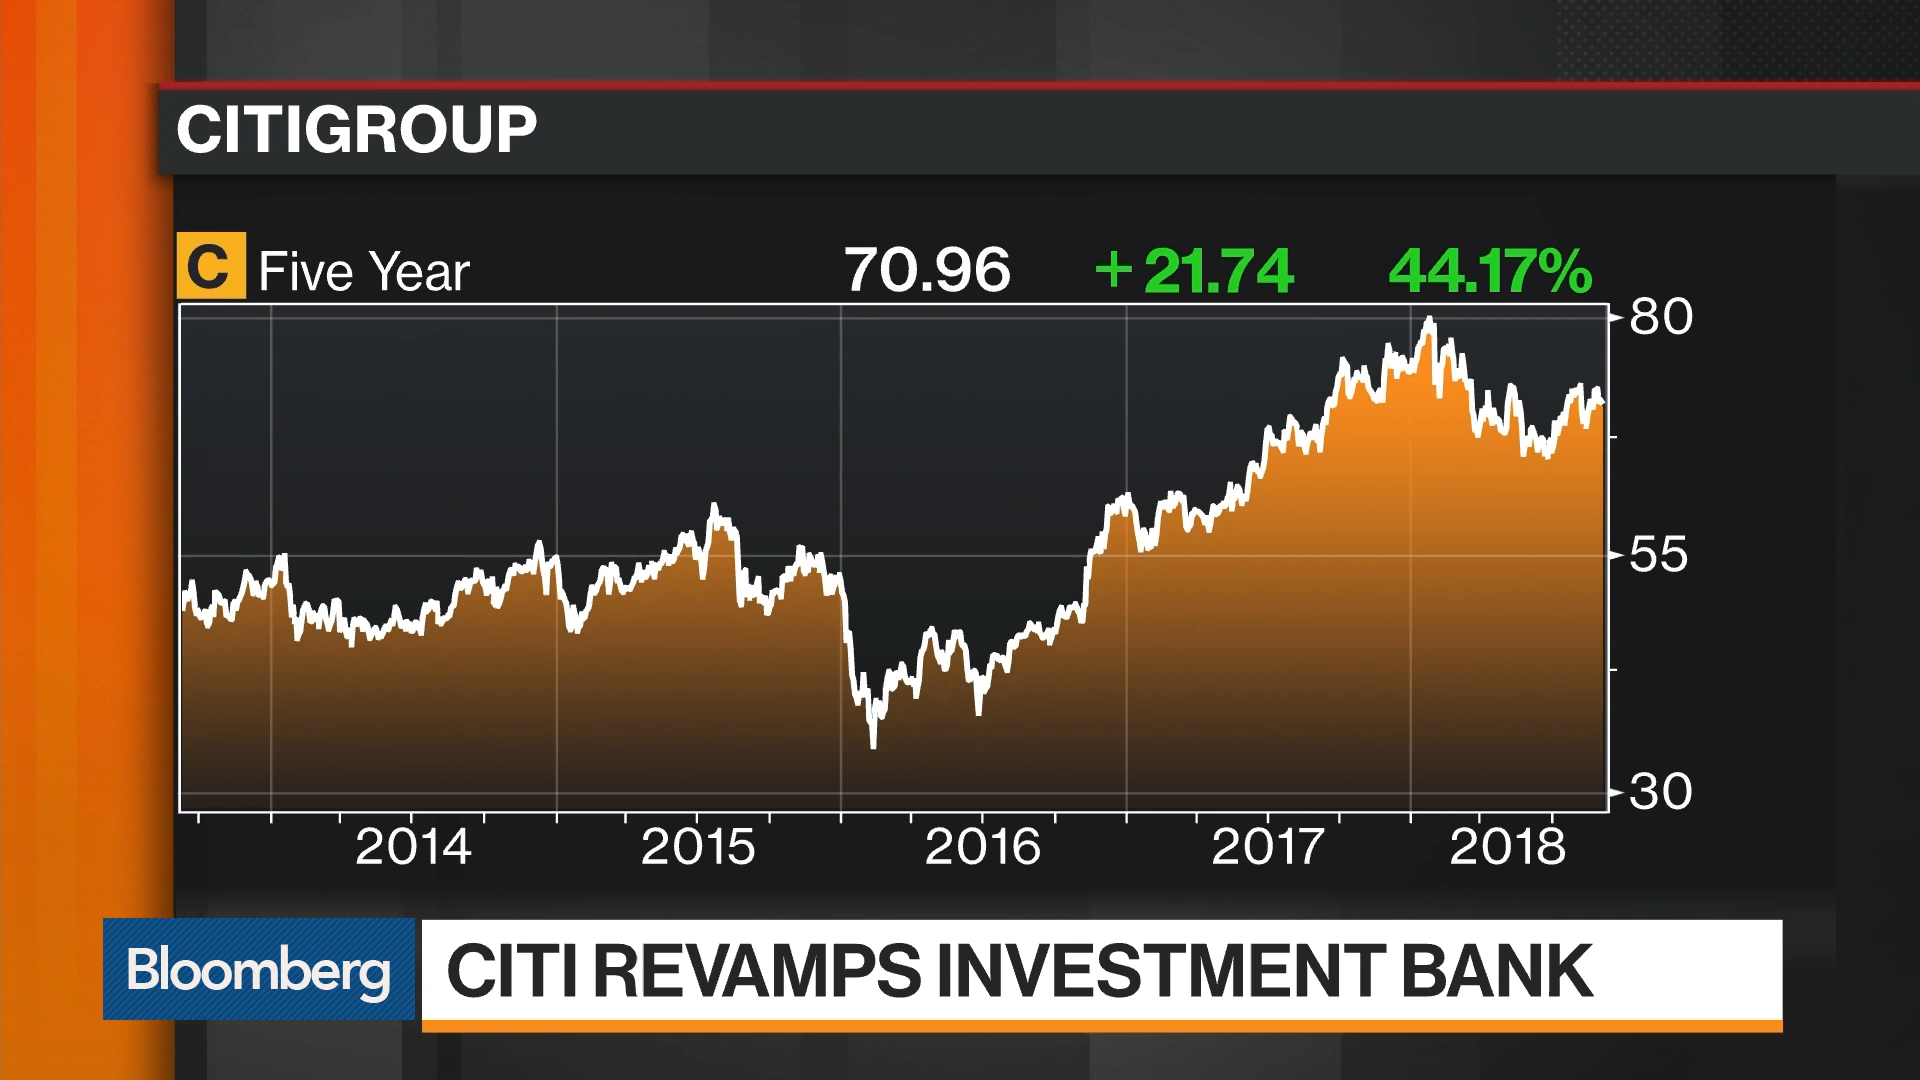 CITIGROUP
C Five Year 70.96 +21.74 44.17%
80
55
30
2014 2015 2016 2017 2018
Bloomberg CITI REVAMPS INVESTMENT BANK